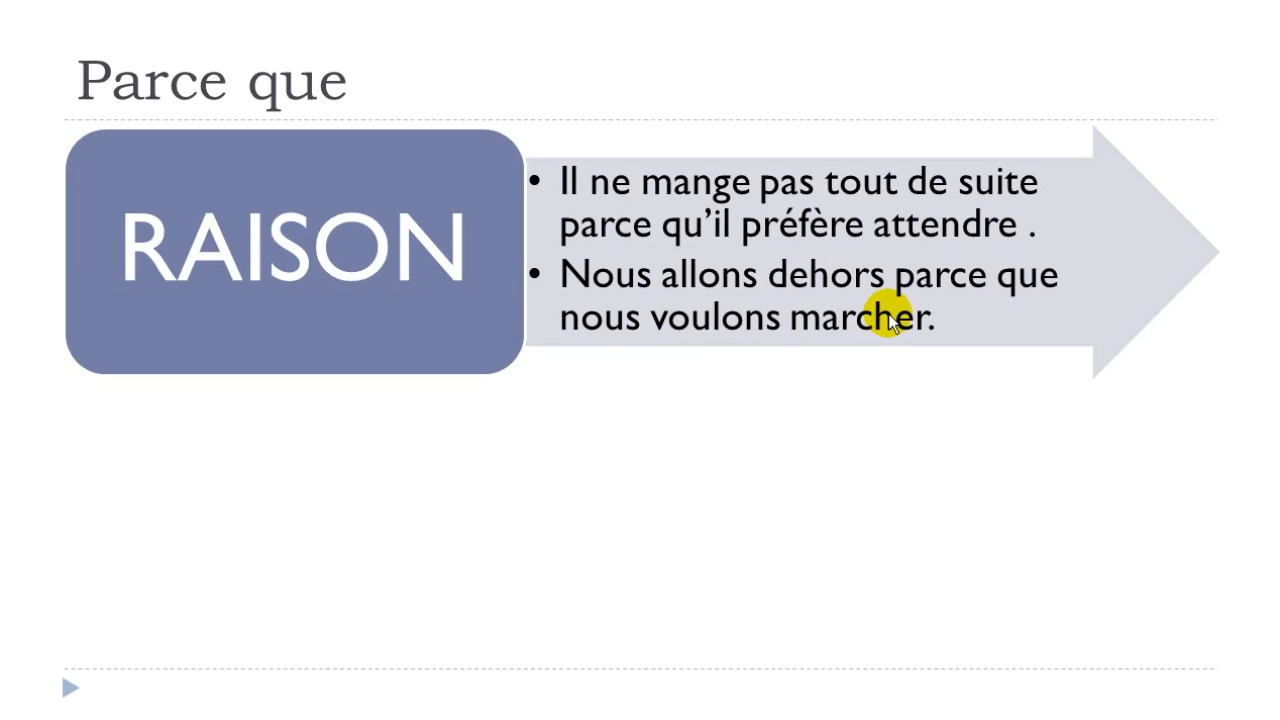 Parce que
RAISON
• Il ne mange pas tout de suite
parce qu’il préfère attendre .
• Nous allons dehors parce que
nous voulons marcher.